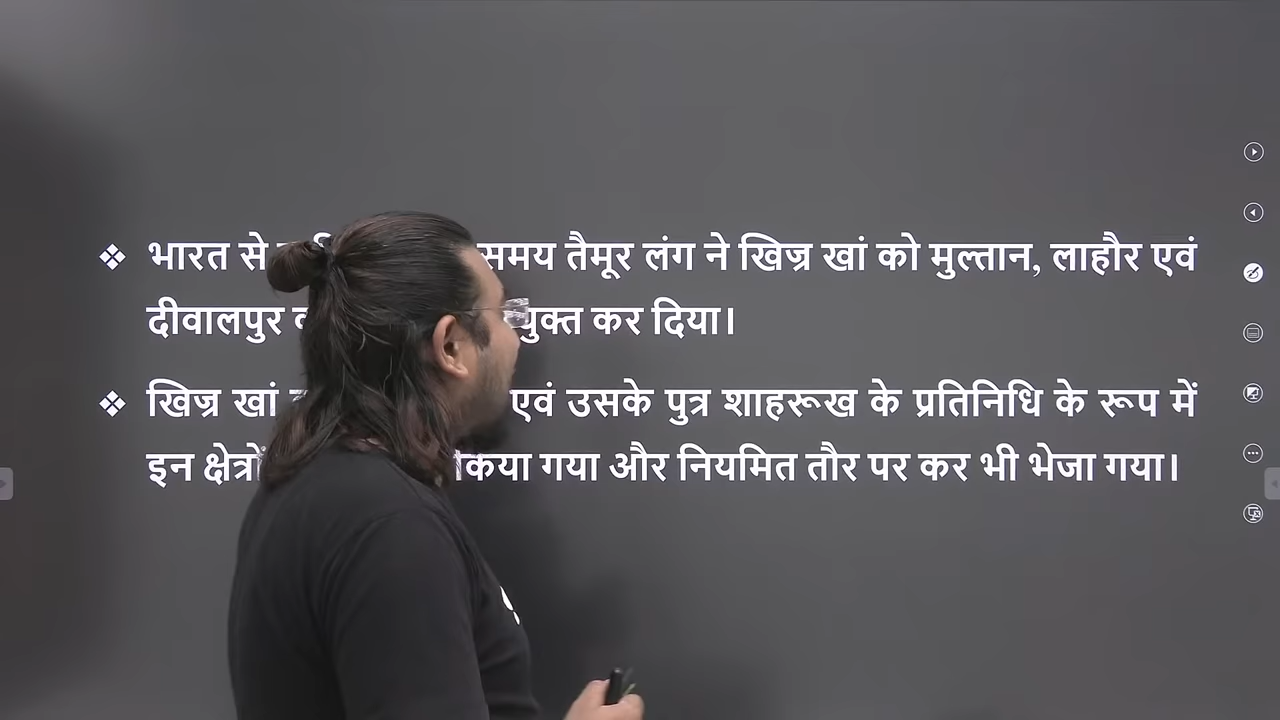 ❖ भारत से समय तैमूर लंग ने खिज्र खां को मुल्तान, लाहौर एवं
दीवालपुर कर दिया।
❖ खिज्र खां एवं उसके पुत्र शाहरूख के प्रतिनिधि के रूप में
इन गया और नियमित तौर पर कर भी भेजा गया।